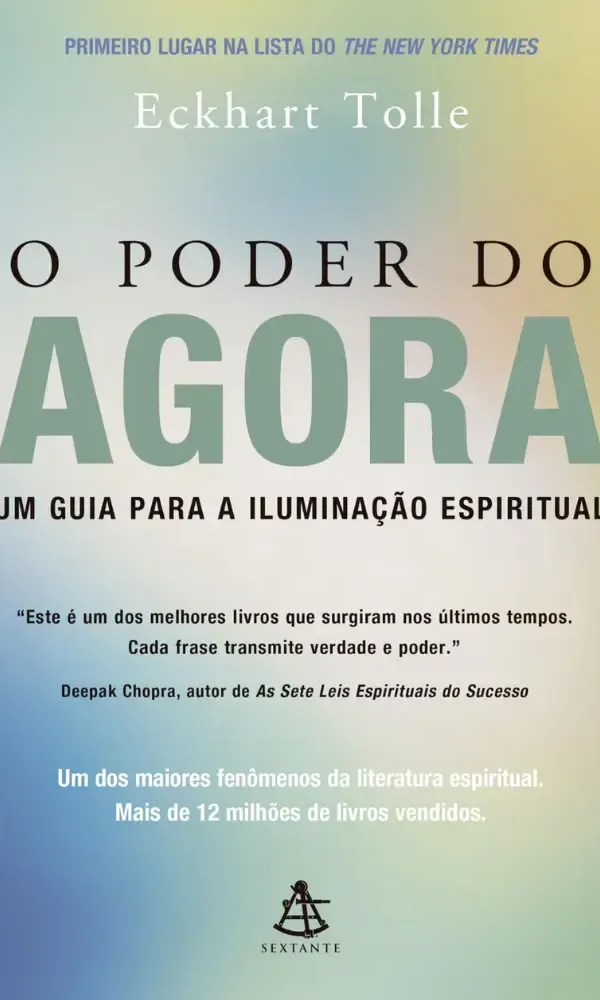 PRIMEIRO LUGAR NA LISTA DO THE NEW YORK TIMES
Eckhart Tolle
O PODER DO
AGORA
UM GUIA PARA A ILUMINAÇÃO ESPIRITUAL
“Este é um dos melhores livros que surgiram nos últimos tempos.
Cada frase transmite verdade e poder.”
Deepak Chopra, autor de As Sete Leis Espirituais do Sucesso
Um dos maiores fenômenos da literatura espiritual.
Mais de 12 milhões de livros vendidos.
SEXTANTE